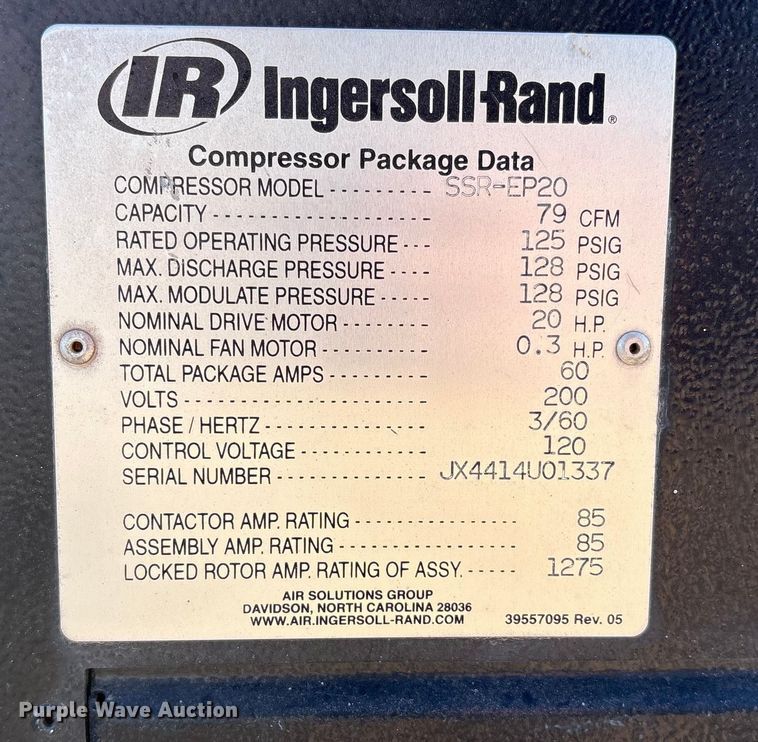 IR Ingersoll-Rand®
Compressor Package Data
COMPRESSOR MODEL --------- SSR-EP20
CAPACITY ------------------ 79 CFM
RATED OPERATING PRESSURE --- 125 PSIG
MAX. DISCHARGE PRESSURE ---- 128 PSIG
MAX. MODULATE PRESSURE ----- 128 PSIG
NOMINAL DRIVE MOTOR -------- 20 H.P.
NOMINAL FAN MOTOR ---------- 0.3 H.P.
TOTAL PACKAGE AMPS --------- 60
VOLTS --------------------- 200
PHASE / HERTZ -------------- 3/60
CONTROL VOLTAGE ----------- 120
SERIAL NUMBER ------------- JX4414U01337
CONTACTOR AMP. RATING --------------- 85
ASSEMBLY AMP. RATING ---------------- 85
LOCKED ROTOR AMP. RATING OF ASSY. ----- 1275
AIR SOLUTIONS GROUP
DAVIDSON, NORTH CAROLINA 28036
WWW.AIR.INGERSOLL-RAND.COM 39557095 Rev. 05
Purple Wave Auction